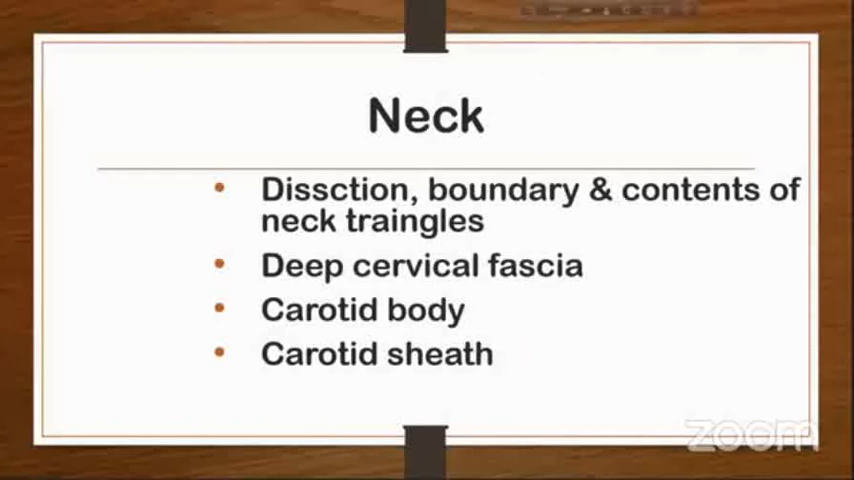 Neck
• Dissction, boundary & contents of
neck traingles
• Deep cervical fascia
• Carotid body
• Carotid sheath
zoom